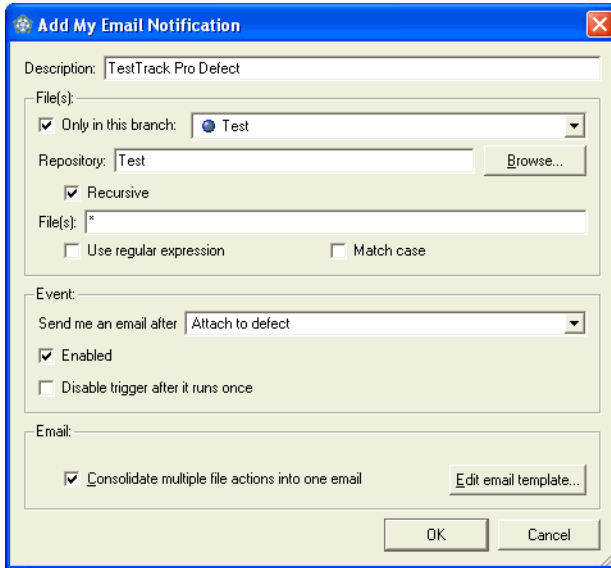 Add My Email Notification
Description: TestTrack Pro Defect
File(s):
Only in this branch: Test
Repository: Test Browse...
Recursive
File(s): *
Use regular expression Match case
Event:
Send me an email after Attach to defect
Enabled
Disable trigger after it runs once
Email:
Consolidate multiple file actions into one email Edit email template...
OK Cancel